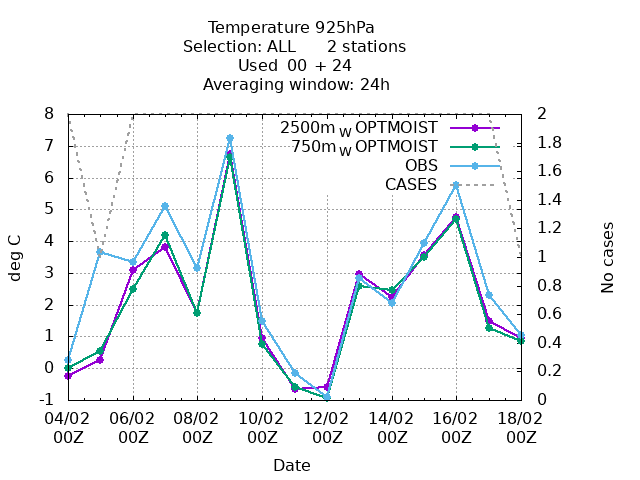 Temperature 925hPa
Selection: ALL 2 stations
Used 00 + 24
Averaging window: 24h
2500m W OPTMOIST
750m W OPTMOIST
OBS
CASES
deg C
8
7
6
5
4
3
2
1
0
-1
No cases
2
1.8
1.6
1.4
1.2
1
0.8
0.6
0.4
0.2
0
04/02 06/02 08/02 10/02 12/02 14/02 16/02 18/02
00Z 00Z 00Z 00Z 00Z 00Z 00Z 00Z
Date